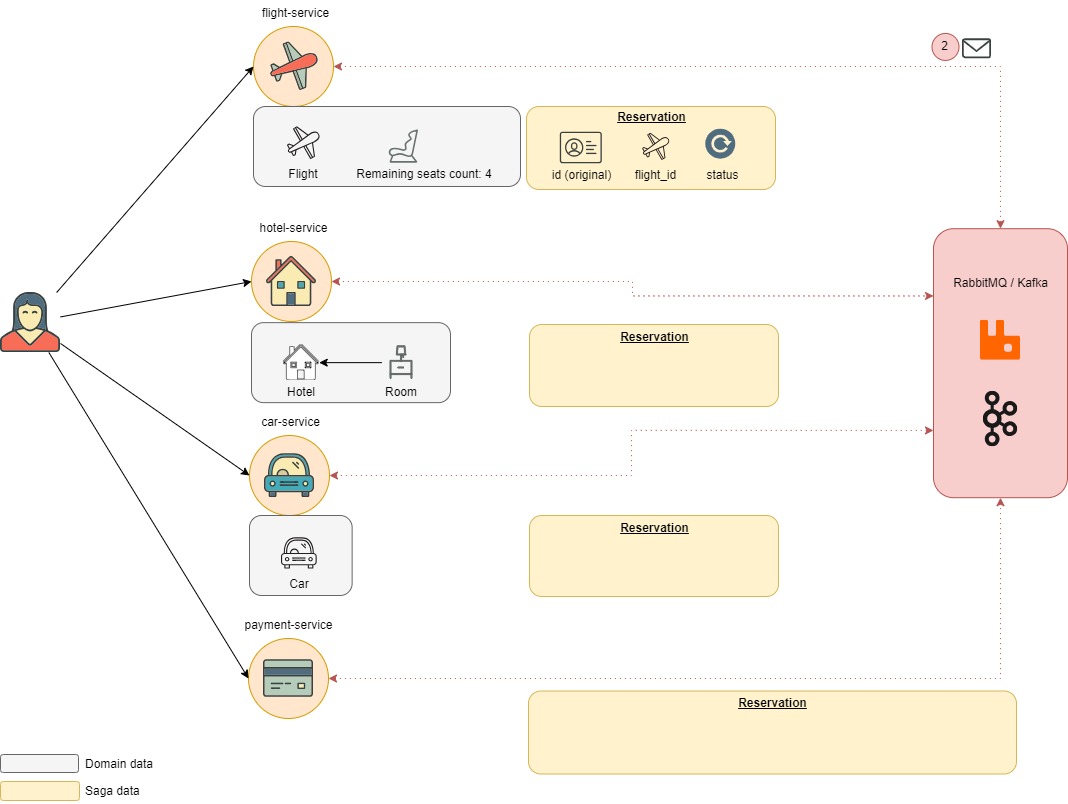 flight-service
2
Reservation
Flight
Remaining seats count: 4
id (original)
flight_id
status
hotel-service
RabbitMQ / Kafka
Reservation
Hotel
Room
car-service
Reservation
Car
payment-service
Reservation
Domain data
Saga data